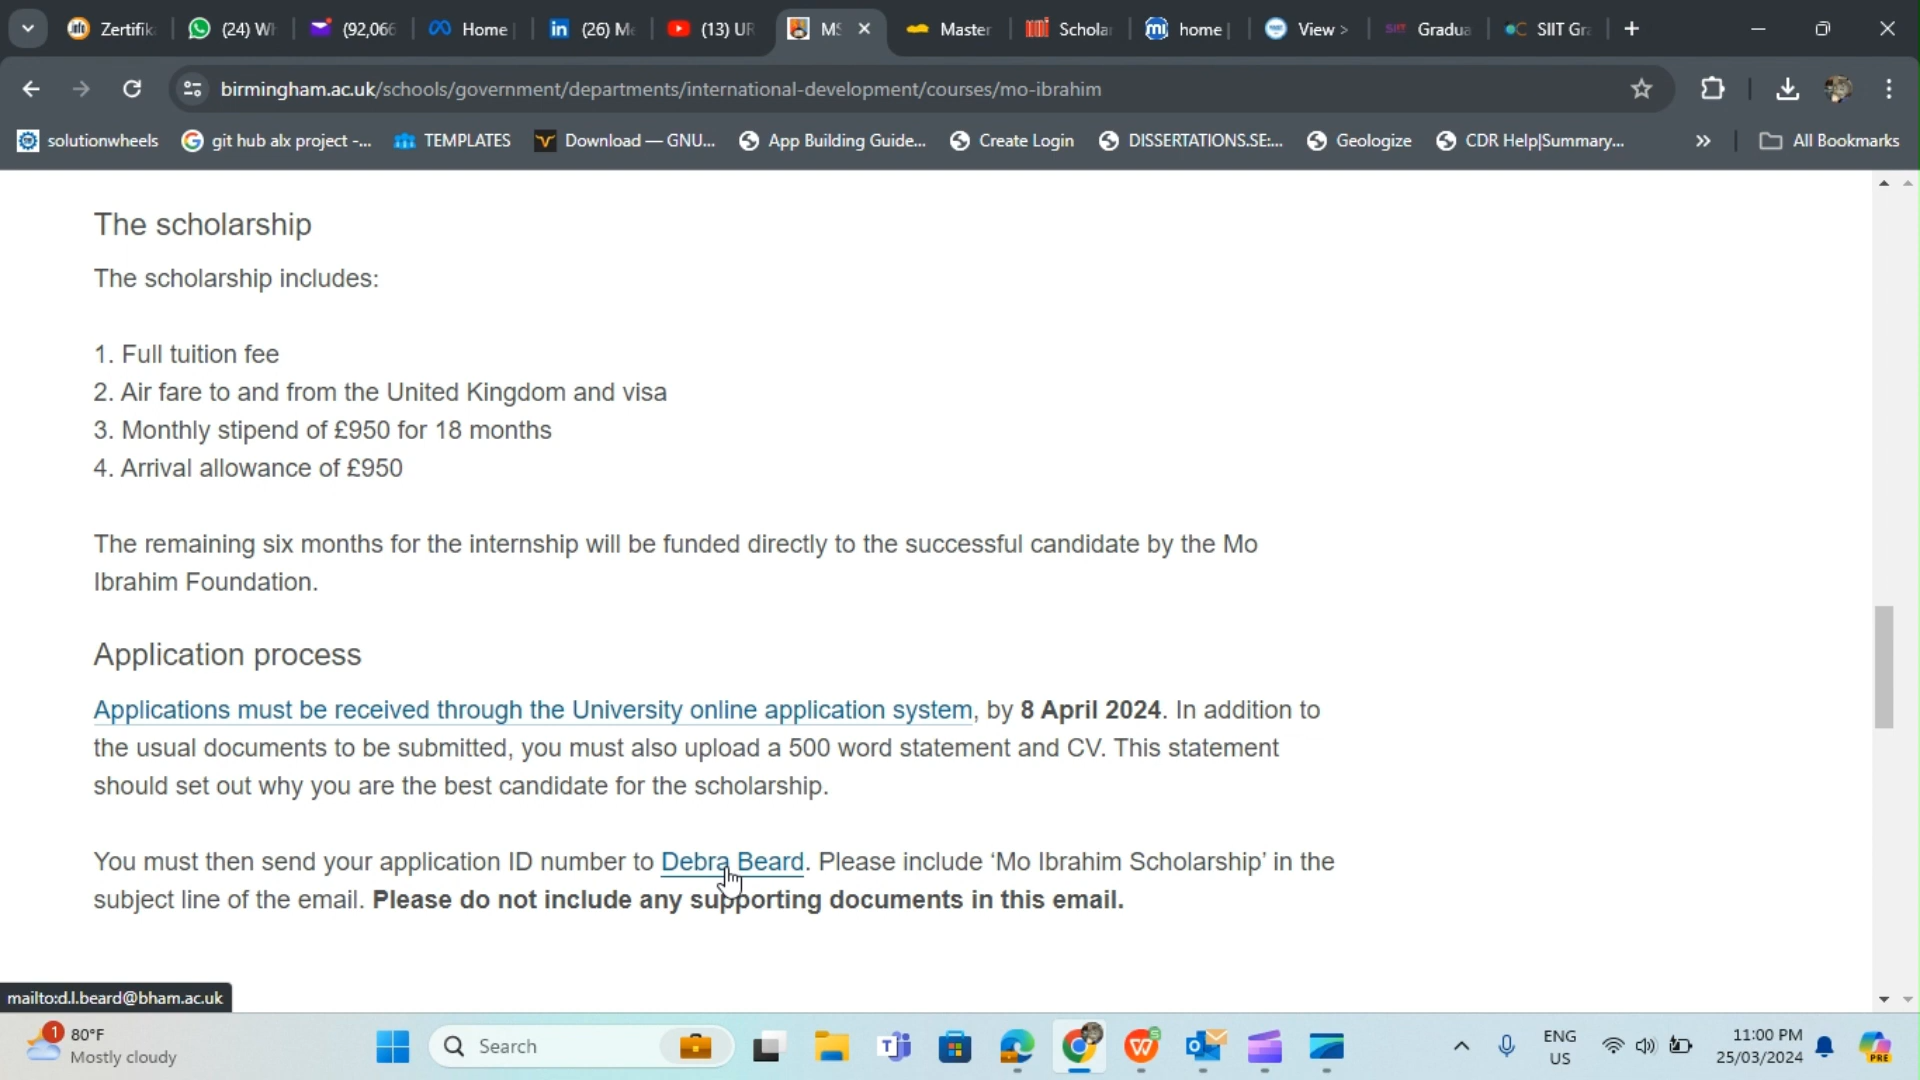 Zertifik (24) Wh (92,066 Home (26) Me (13) UR MS Master Scholar home View > Gradua SIIT Gra
birmingham.ac.uk/schools/government/departments/international-development/courses/mo-ibrahim
solutionwheels git hub alx project -... TEMPLATES Download — GNU... App Building Guide... Create Login DISSERTATIONS.SE:... Geologize CDR Help|Summary... All Bookmarks
The scholarship
The scholarship includes:
1. Full tuition fee
2. Air fare to and from the United Kingdom and visa
3. Monthly stipend of £950 for 18 months
4. Arrival allowance of £950
The remaining six months for the internship will be funded directly to the successful candidate by the Mo
Ibrahim Foundation.
Application process
Applications must be received through the University online application system, by 8 April 2024. In addition to
the usual documents to be submitted, you must also upload a 500 word statement and CV. This statement
should set out why you are the best candidate for the scholarship.
You must then send your application ID number to Debra Beard. Please include ‘Mo Ibrahim Scholarship’ in the
subject line of the email. Please do not include any supporting documents in this email.
mailto:d.l.beard@bham.ac.uk
1 80°F
Mostly cloudy
Search
ENG
US
11:00 PM
25/03/2024
PRE